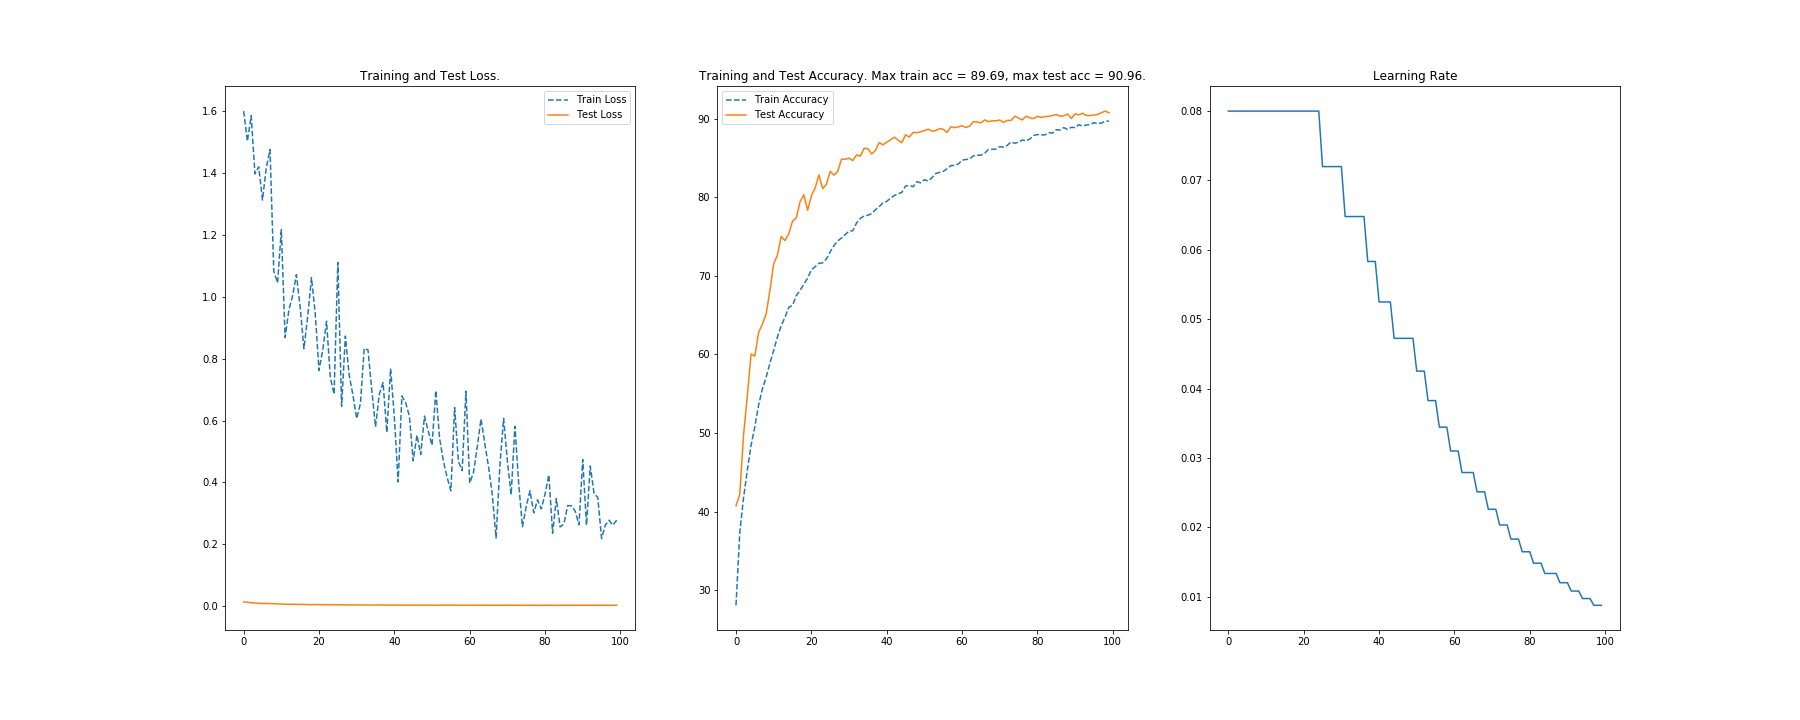 Training and Test Loss.
Train Loss
Test Loss
1.6
1.4
1.2
1.0
0.8
0.6
0.4
0.2
0.0
0 20 40 60 80 100
Training and Test Accuracy. Max train acc = 89.69, max test acc = 90.96.
Train Accuracy
Test Accuracy
90
80
70
60
50
40
30
0 20 40 60 80 100
Learning Rate
0.08
0.07
0.06
0.05
0.04
0.03
0.02
0.01
0 20 40 60 80 100